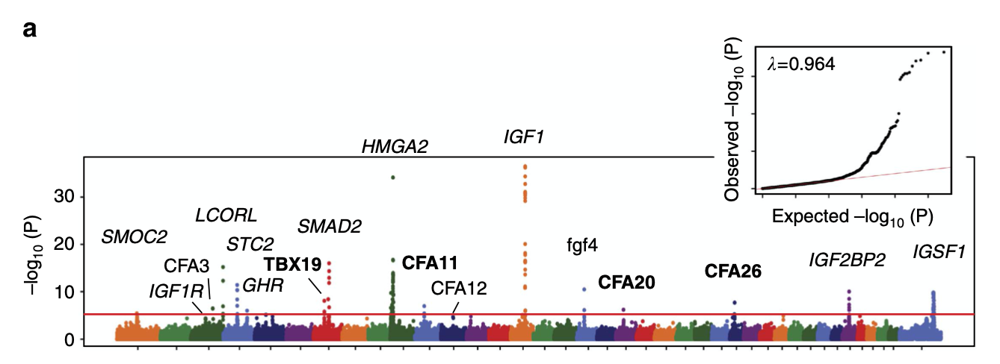 a
λ=0.964
Observed –log10 (P)
Expected –log10 (P)
HMGA2
IGF1
–log10 (P)
30
20
10
0
SMOC2
LCORL
STC2
SMAD2
CFA3
TBX19
IGF1R
GHR
CFA11
CFA12
fgf4
CFA20
CFA26
IGF2BP2
IGSF1